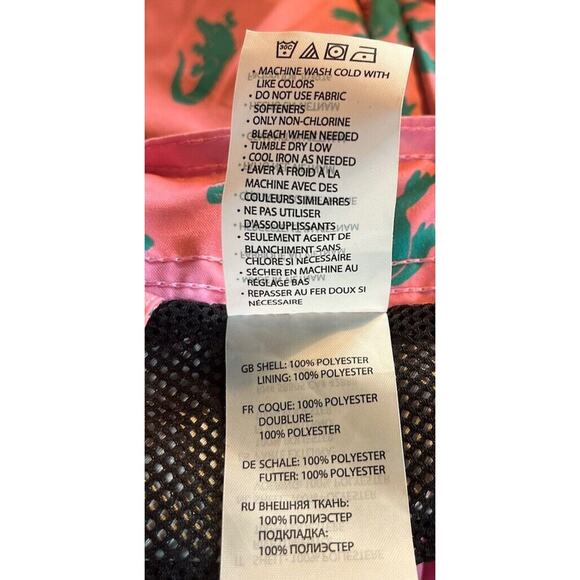 30C
• MACHINE WASH COLD WITH
LIKE COLORS
• DO NOT USE FABRIC
SOFTENERS
• ONLY NON-CHLORINE
BLEACH WHEN NEEDED
• TUMBLE DRY LOW
• COOL IRON AS NEEDED
• LAVER À FROID À LA
MACHINE AVEC DES
COULEURS SIMILAIRES
• NE PAS UTILISER
D'ASSOUPLISSANTS
• SEULEMENT AGENT DE
BLANCHIMENT SANS
CHLORE SI NÉCESSAIRE
• SÉCHER EN MACHINE AU
RÉGLAGE BAS
• REPASSER AU FER DOUX SI
NÉCESSAIRE
GB SHELL: 100% POLYESTER
LINING: 100% POLYESTER
FR COQUE: 100% POLYESTER
DOUBLURE:
100% POLYESTER
DE SCHALE: 100% POLYESTER
FUTTER: 100% POLYESTER
RU ВНЕШНЯЯ ТКАНЬ:
100% ПОЛИЭСТЕР
ПОДКЛАДКА:
100% ПОЛИЭСТЕР